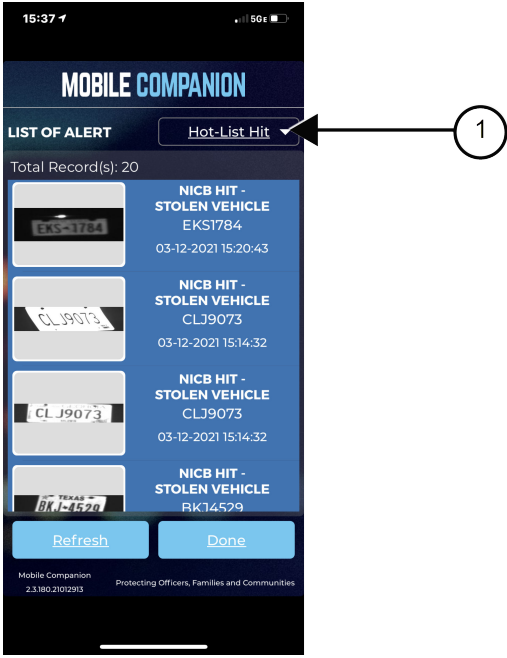 15:37
5GE
MOBILE COMPANION
LIST OF ALERT
Hot-List Hit
1
Total Record(s): 20
EKS-1784
NICB HIT -
STOLEN VEHICLE
EKS1784
03-12-2021 15:20:43
CLJ9073
NICB HIT -
STOLEN VEHICLE
CLJ9073
03-12-2021 15:14:32
CLJ9073
NICB HIT -
STOLEN VEHICLE
CLJ9073
03-12-2021 15:14:32
TEXAS
BKJ-4529
NICB HIT -
STOLEN VEHICLE
BKJ4529
Refresh
Done
Mobile Companion
2.3.180.21012913
Protecting Officers, Families and Communities